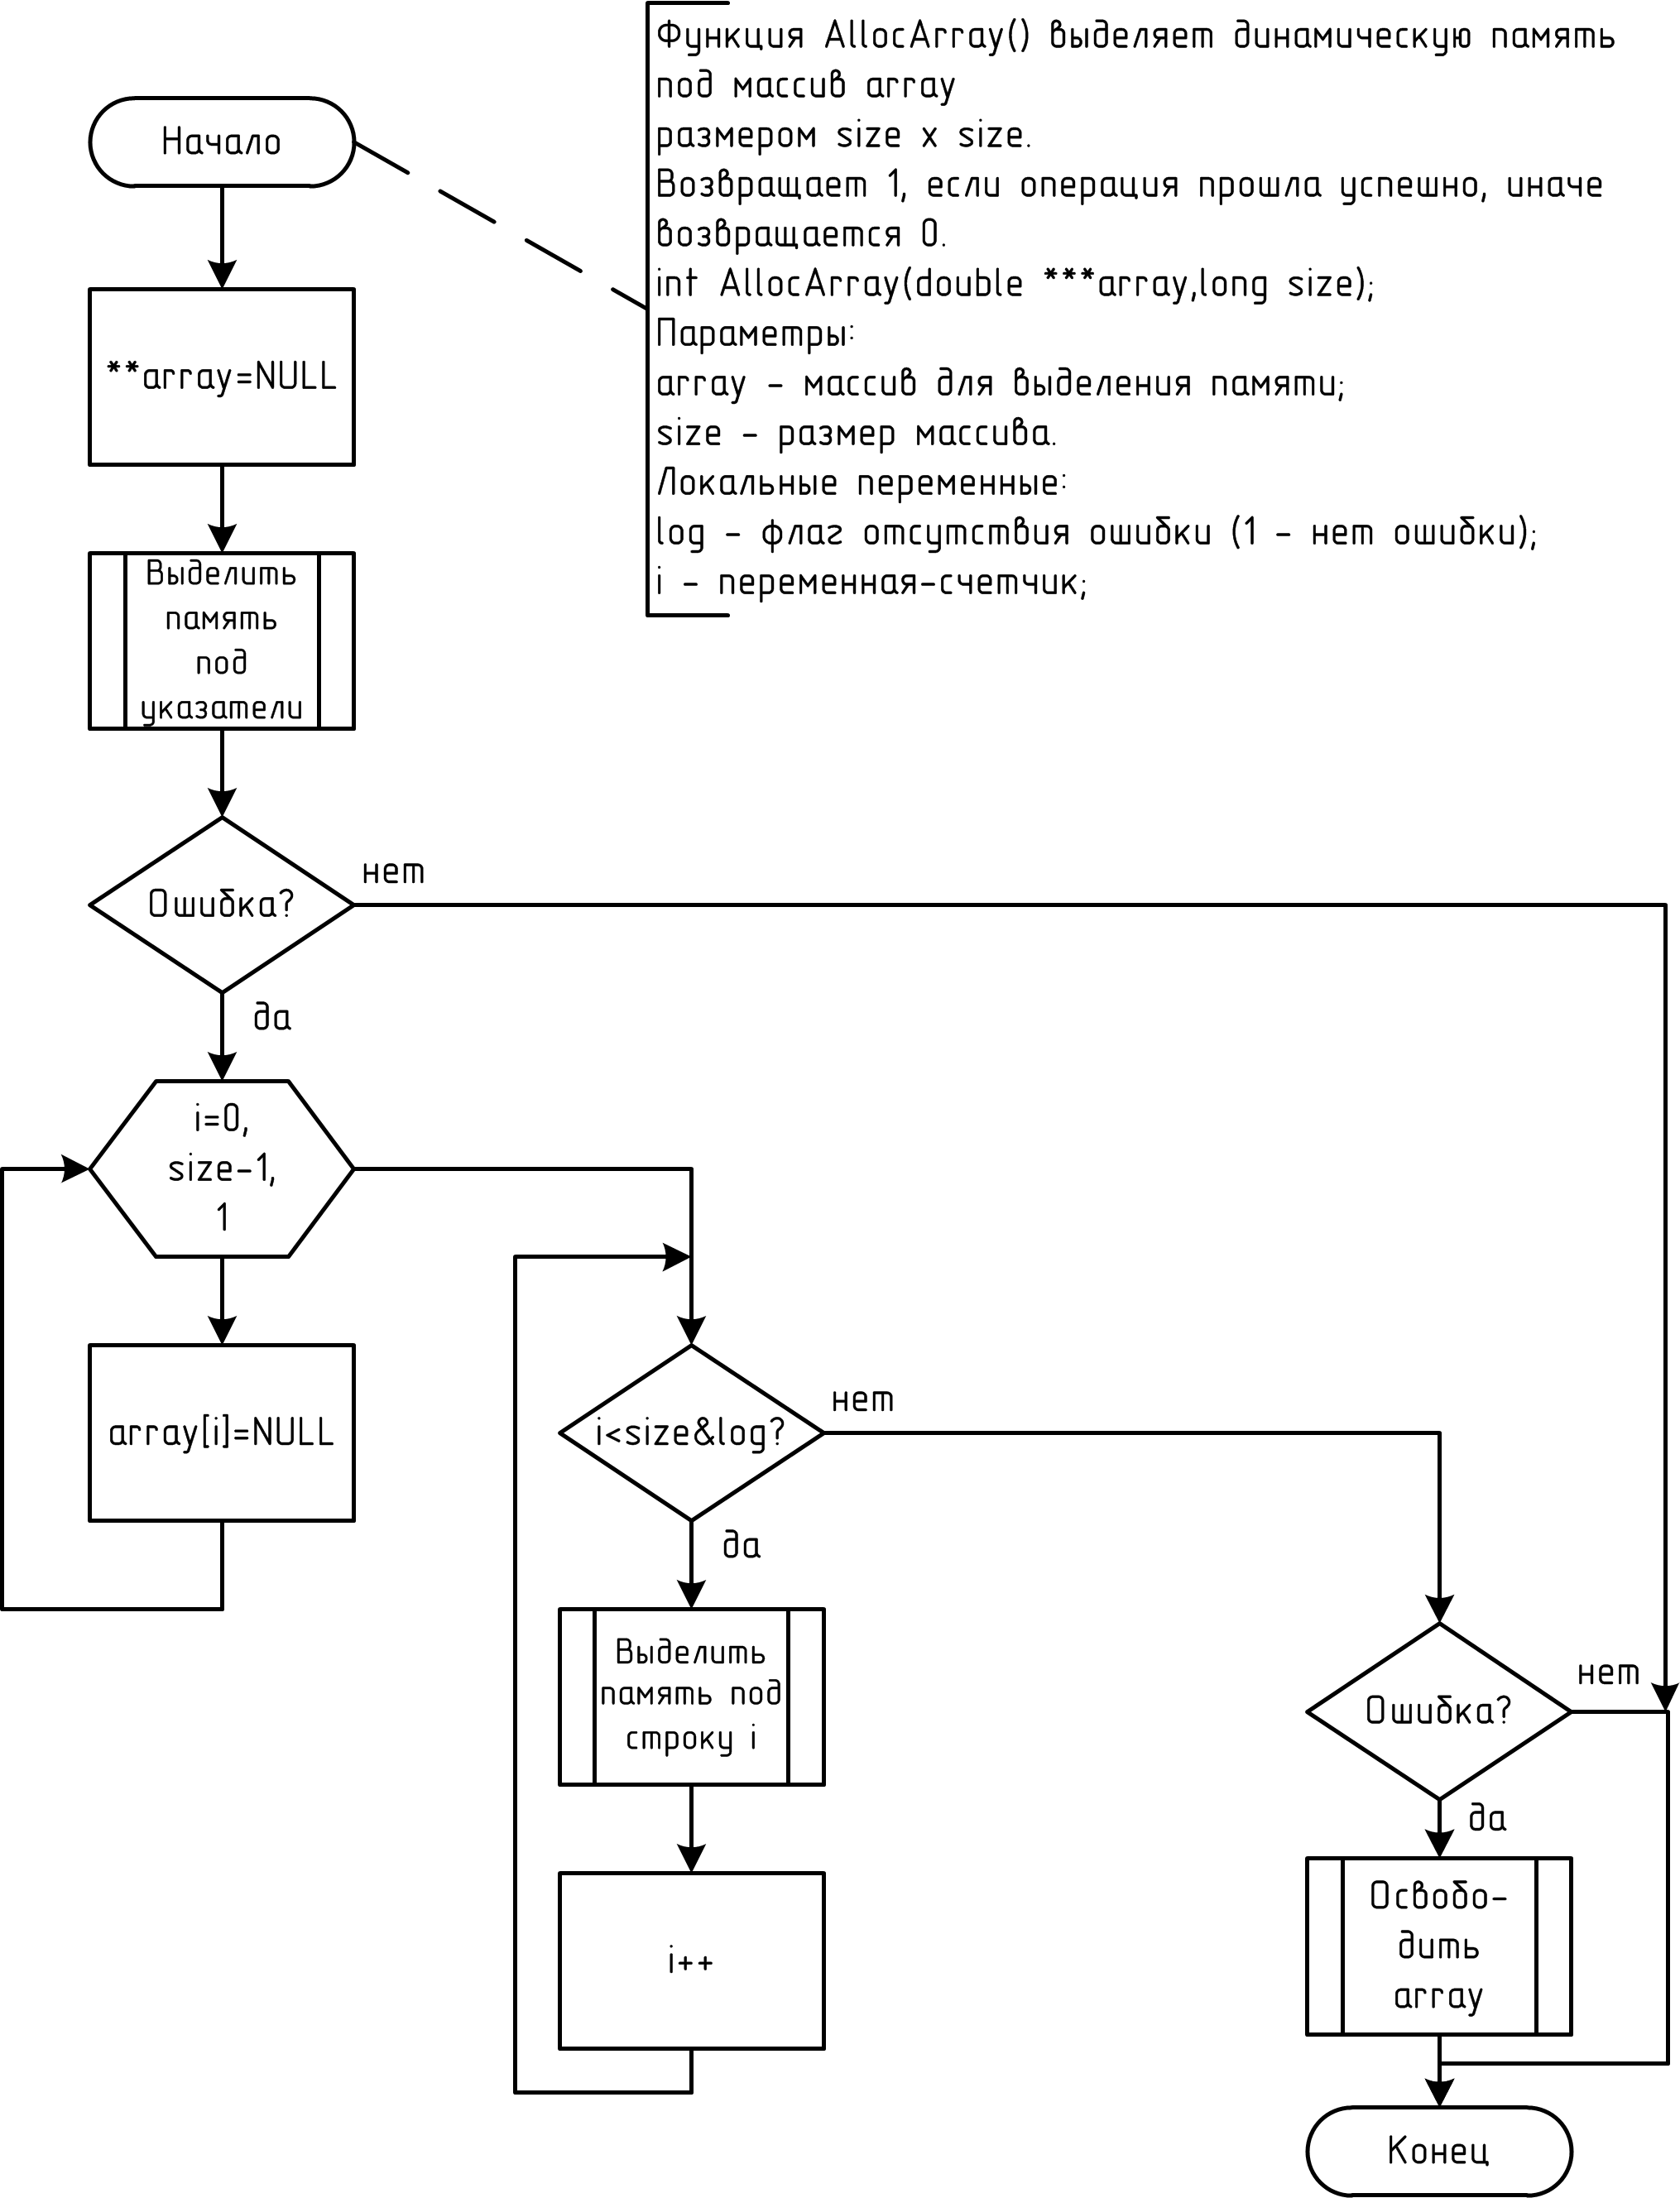 Функция AllocArray() выделяет динамическую память
под массив array
размером size x size.
Возвращает 1, если операция прошла успешно, иначе
возвращается 0.
int AllocArray(double ***array,long size);
Параметры:
array - массив для выделения памяти;
size - размер массива.
Локальные переменные:
log - флаг отсутствия ошибки (1 - нет ошибки);
i - переменная-счетчик;
Начало
**array=NULL
Выделить
память
под
указатели
Ошибка?
нет
да
i=0,
size-1,
1
array[i]=NULL
i<size&log?
нет
да
Выделить
память под
строку i
i++
Ошибка?
нет
да
Освобо-
дить
array
Конец